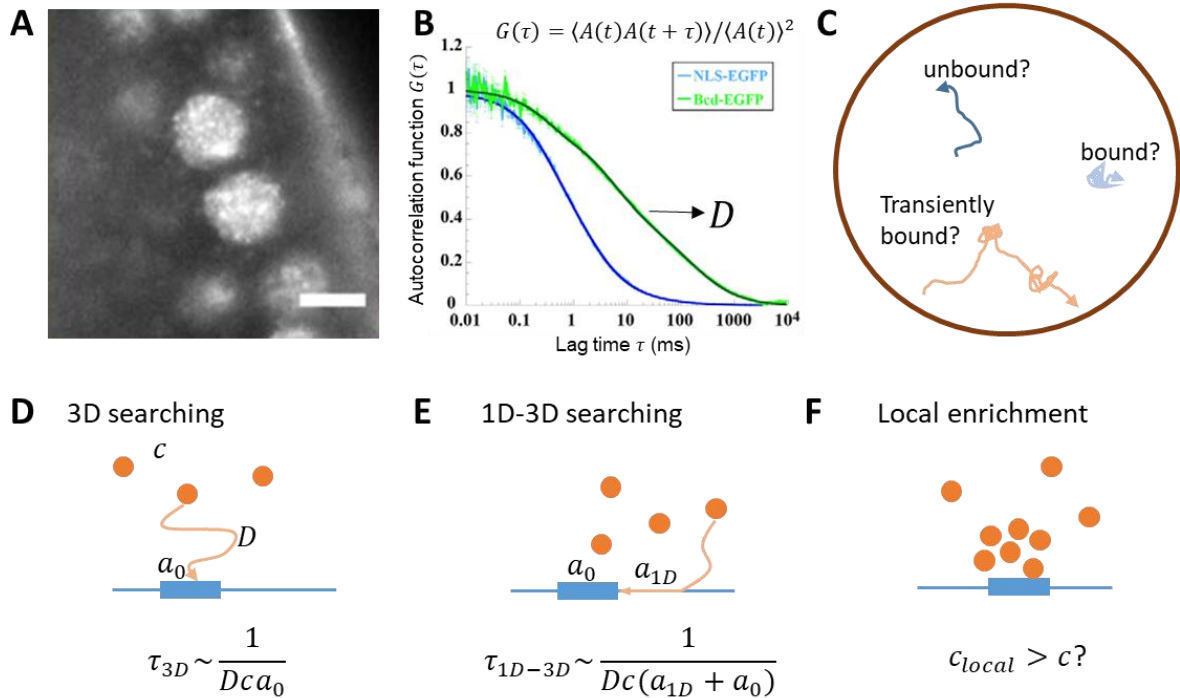 A
B
G(τ) = ⟨A(t)A(t + τ)⟩/⟨A(t)⟩²
Autocorrelation function G(τ)
1.2
1
0.8
0.6
0.4
0.2
0
NLS-EGFP
Bcd-EGFP
D
0.01 0.1 1 10 100 1000 10⁴
Lag time τ (ms)
C
unbound?
bound?
Transiently
bound?
D 3D searching
c
D
a₀
τ₃D~ 1/(Dca₀)
E 1D-3D searching
a₀ a₁D
τ₁D−₃D~ 1/(Dc(a₁D + a₀))
F Local enrichment
c_local > c?